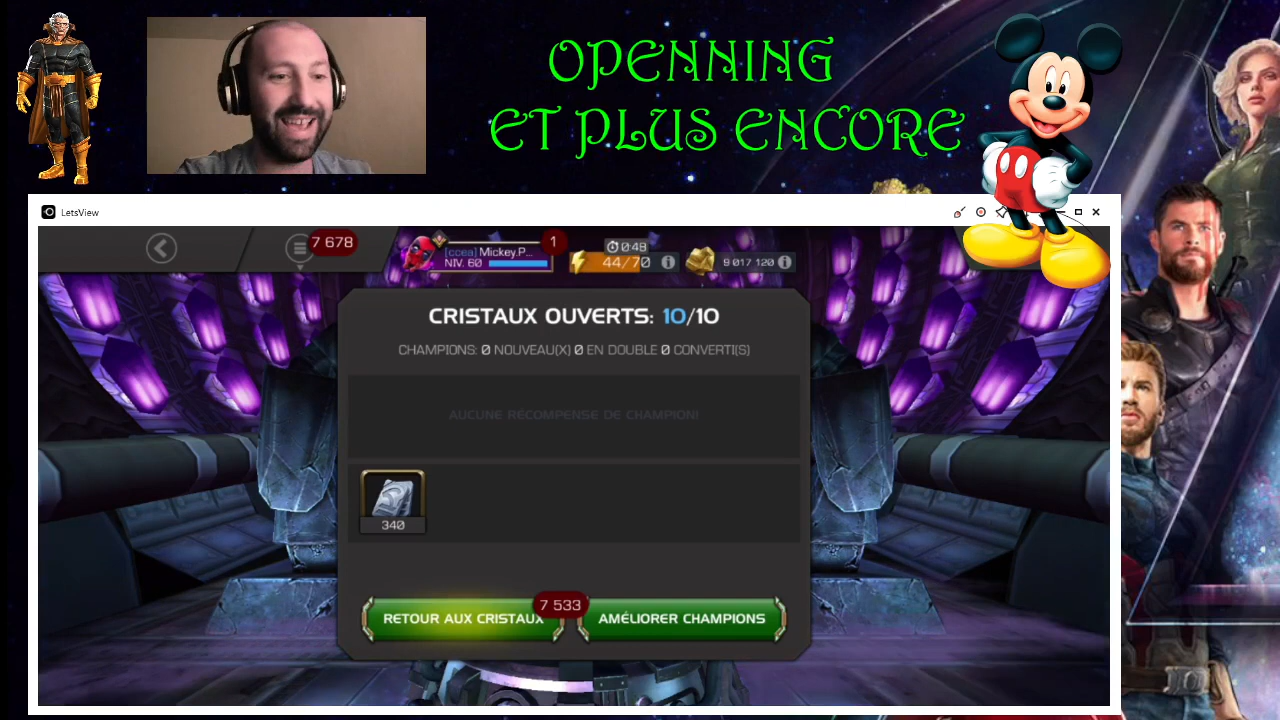 OPENNING
ET PLUS ENCORE
LetsView
7 678
[ccea] Mickey.P...
1
NIV. 60
0:48
44/70
9 017 120
CRISTAUX OUVERTS: 10/10
CHAMPIONS: 0 NOUVEAU(X) 0 EN DOUBLE 0 CONVERTI(S)
AUCUNE RÉCOMPENSE DE CHAMPION!
340
7 533
RETOUR AUX CRISTAUX
AMÉLIORER CHAMPIONS